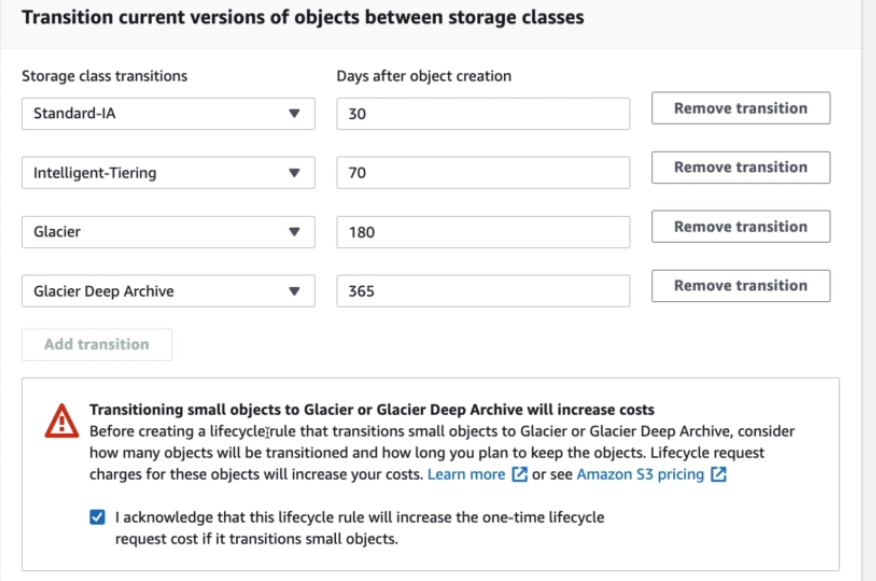 Transition current versions of objects between storage classes
Storage class transitions
Days after object creation
Standard-IA
30
Remove transition
Intelligent-Tiering
70
Remove transition
Glacier
180
Remove transition
Glacier Deep Archive
365
Remove transition
Add transition
Transitioning small objects to Glacier or Glacier Deep Archive will increase costs
Before creating a lifecycle rule that transitions small objects to Glacier or Glacier Deep Archive, consider
how many objects will be transitioned and how long you plan to keep the objects. Lifecycle request
charges for these objects will increase your costs. Learn more or see Amazon S3 pricing
I acknowledge that this lifecycle rule will increase the one-time lifecycle
request cost if it transitions small objects.